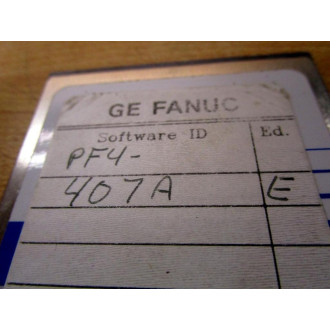 GE FANUC
Software ID Ed.
PF4-
407A E